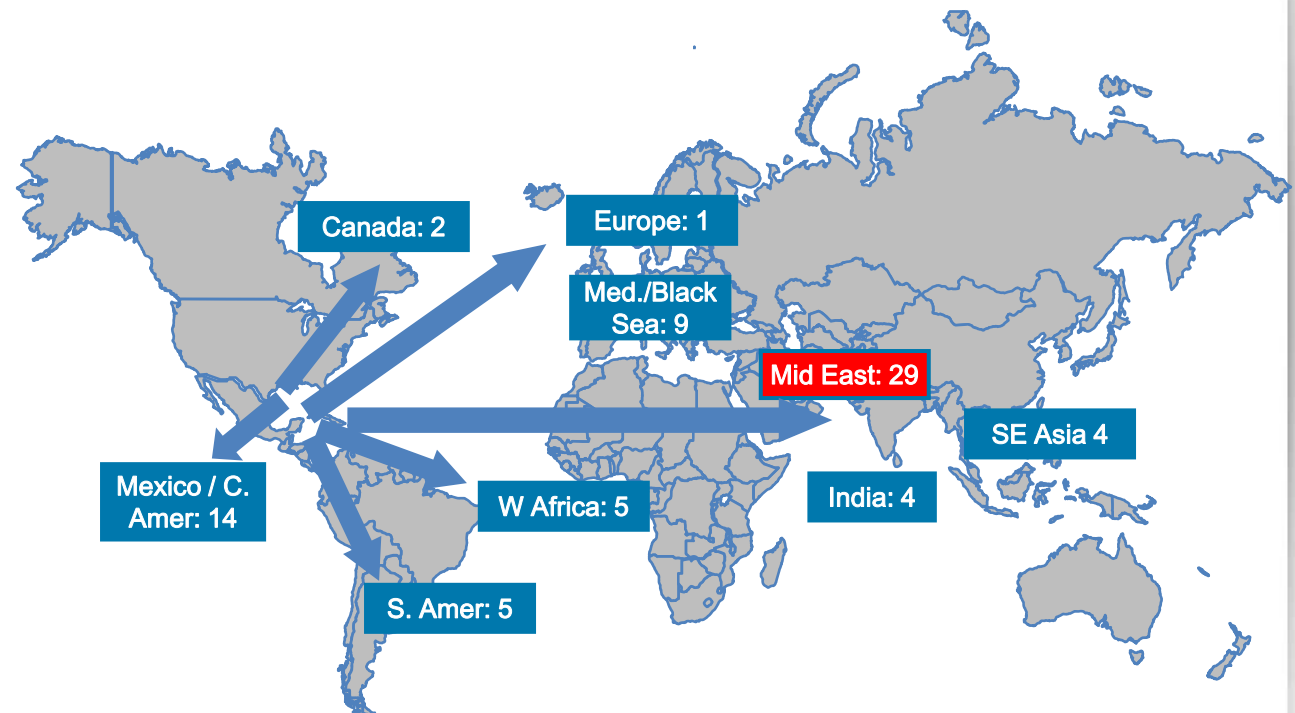 Canada: 2
Europe: 1
Med./Black
Sea: 9
Mid East: 29
SE Asia 4
Mexico / C.
Amer: 14
W Africa: 5
India: 4
S. Amer: 5